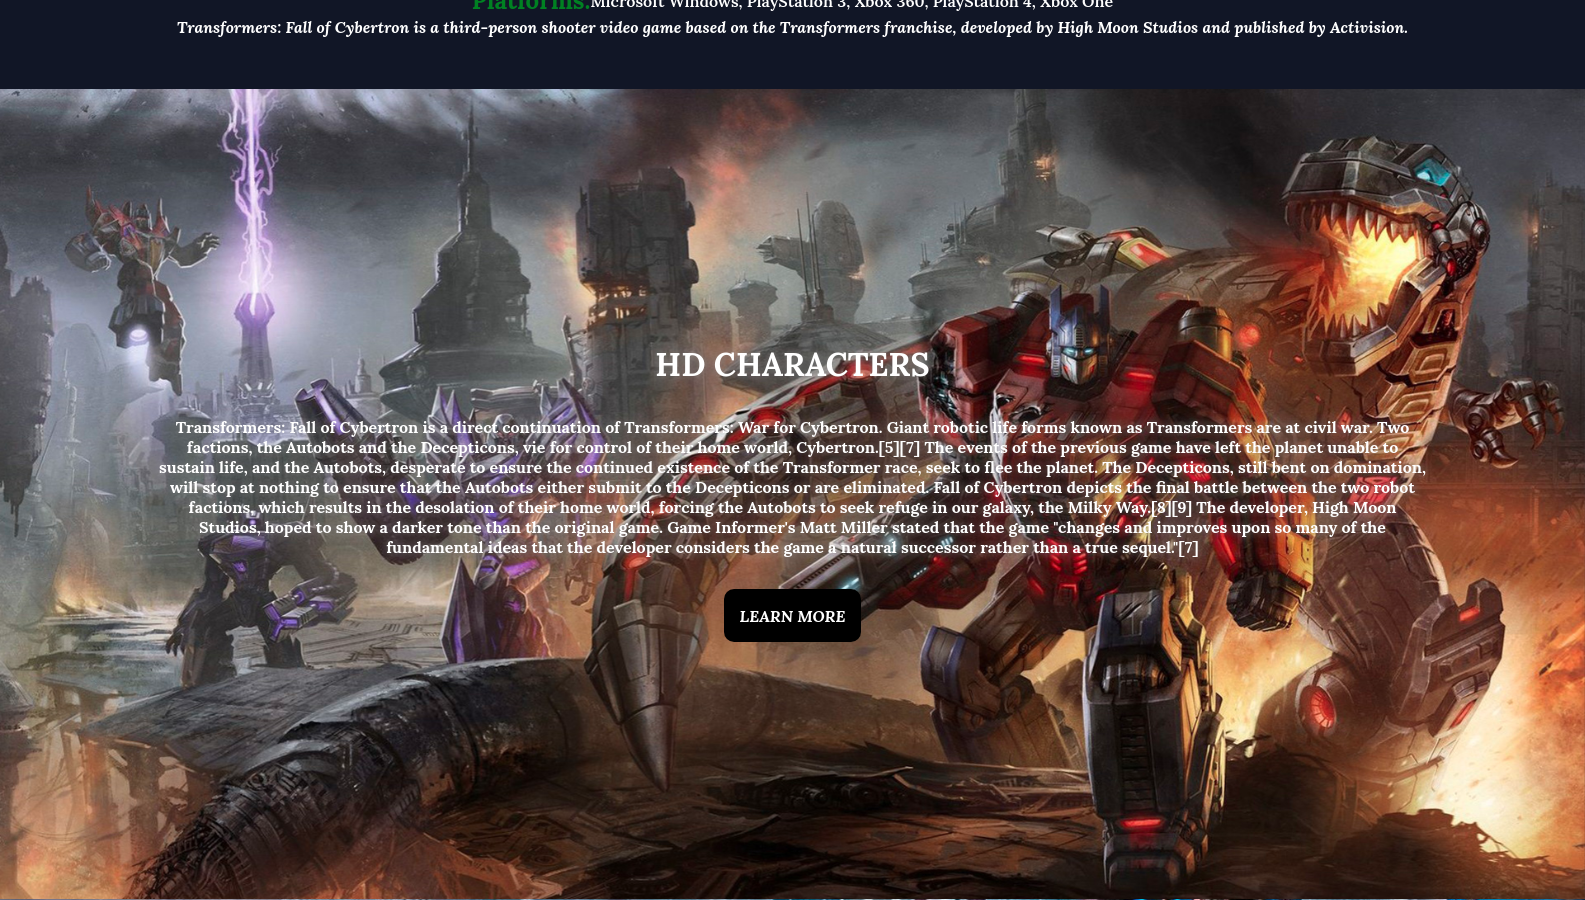 Platforms:Microsoft Windows, PlayStation 3, Xbox 360, PlayStation 4, Xbox One
Transformers: Fall of Cybertron is a third-person shooter video game based on the Transformers franchise, developed by High Moon Studios and published by Activision.
HD CHARACTERS
Transformers: Fall of Cybertron is a direct continuation of Transformers: War for Cybertron. Giant robotic life forms known as Transformers are at civil war. Two
factions, the Autobots and the Decepticons, vie for control of their home world, Cybertron.[5][7] The events of the previous game have left the planet unable to
sustain life, and the Autobots, desperate to ensure the continued existence of the Transformer race, seek to flee the planet. The Decepticons, still bent on domination,
will stop at nothing to ensure that the Autobots either submit to the Decepticons or are eliminated. Fall of Cybertron depicts the final battle between the two robot
factions, which results in the desolation of their home world, forcing the Autobots to seek refuge in our galaxy, the Milky Way.[8][9] The developer, High Moon
Studios, hoped to show a darker tone than the original game. Game Informer's Matt Miller stated that the game "changes and improves upon so many of the
fundamental ideas that the developer considers the game a natural successor rather than a true sequel."[7]
LEARN MORE